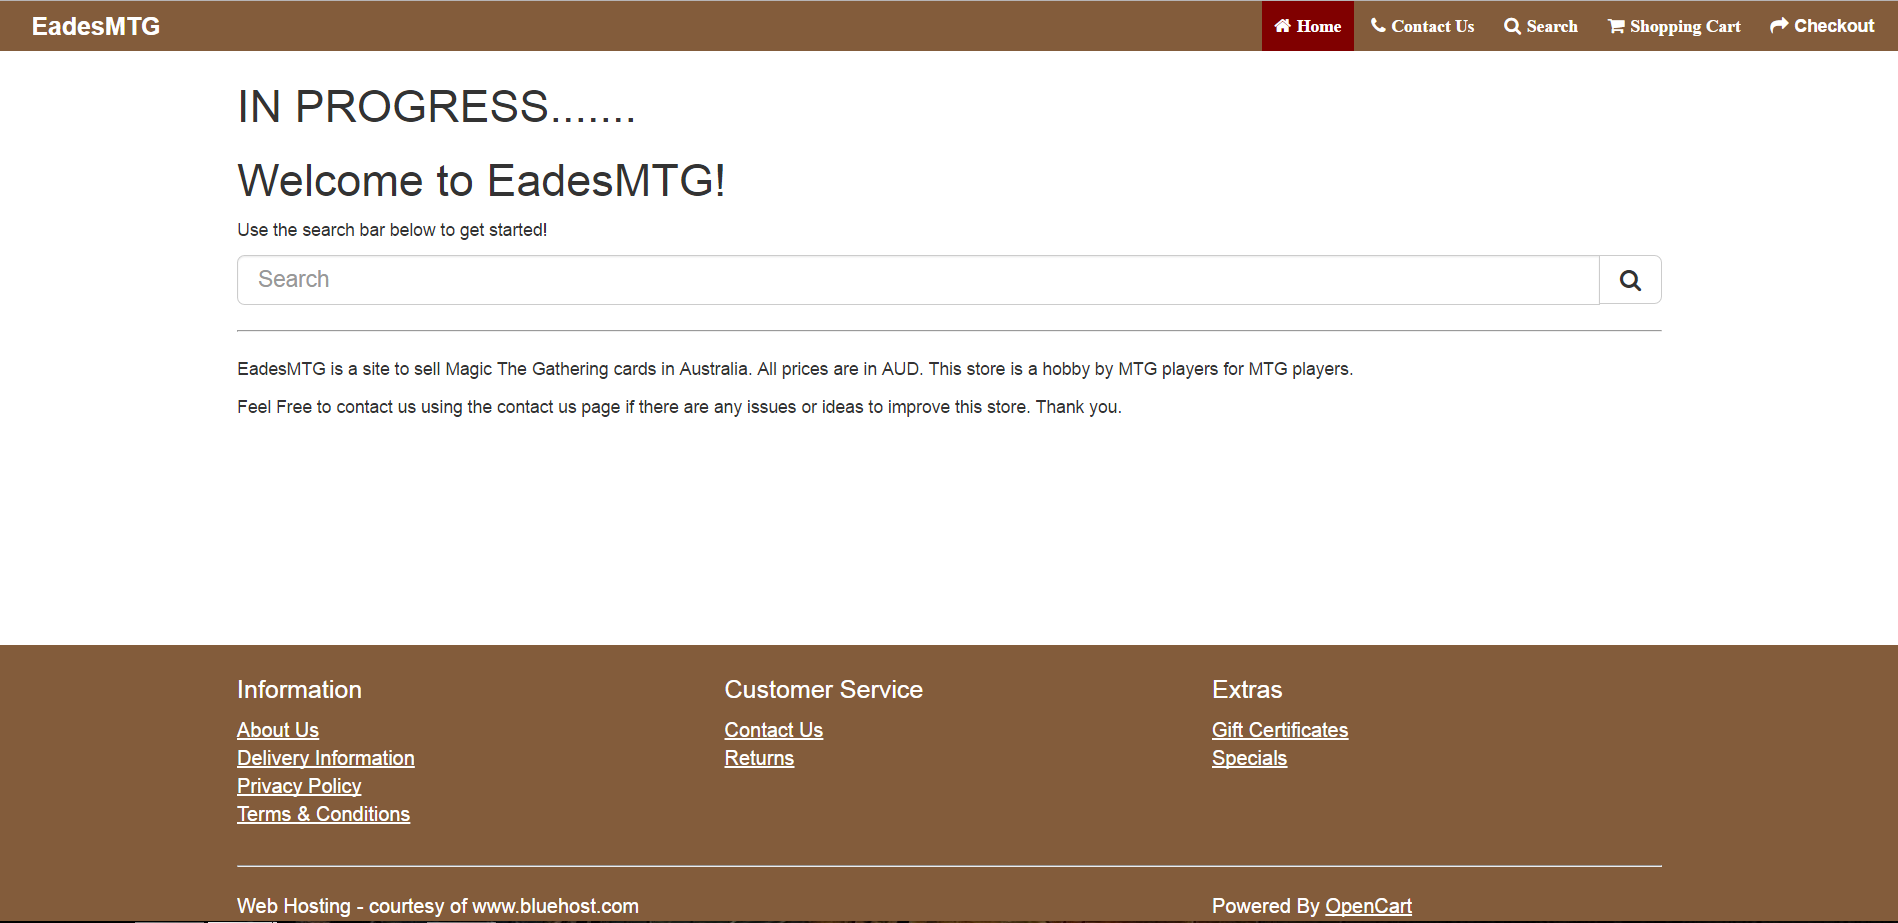 EadesMTG
Home
Contact Us
Search
Shopping Cart
Checkout
IN PROGRESS.......
Welcome to EadesMTG!
Use the search bar below to get started!
Search
EadesMTG is a site to sell Magic The Gathering cards in Australia. All prices are in AUD. This store is a hobby by MTG players for MTG players.
Feel Free to contact us using the contact us page if there are any issues or ideas to improve this store. Thank you.
Information
About Us
Delivery Information
Privacy Policy
Terms & Conditions
Customer Service
Contact Us
Returns
Extras
Gift Certificates
Specials
Web Hosting - courtesy of www.bluehost.com
Powered By OpenCart